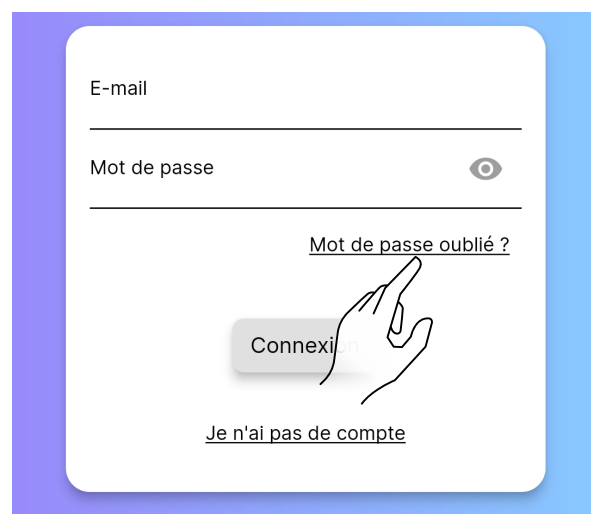 E-mail
Mot de passe
Mot de passe oublié ?
Connexion
Je n'ai pas de compte